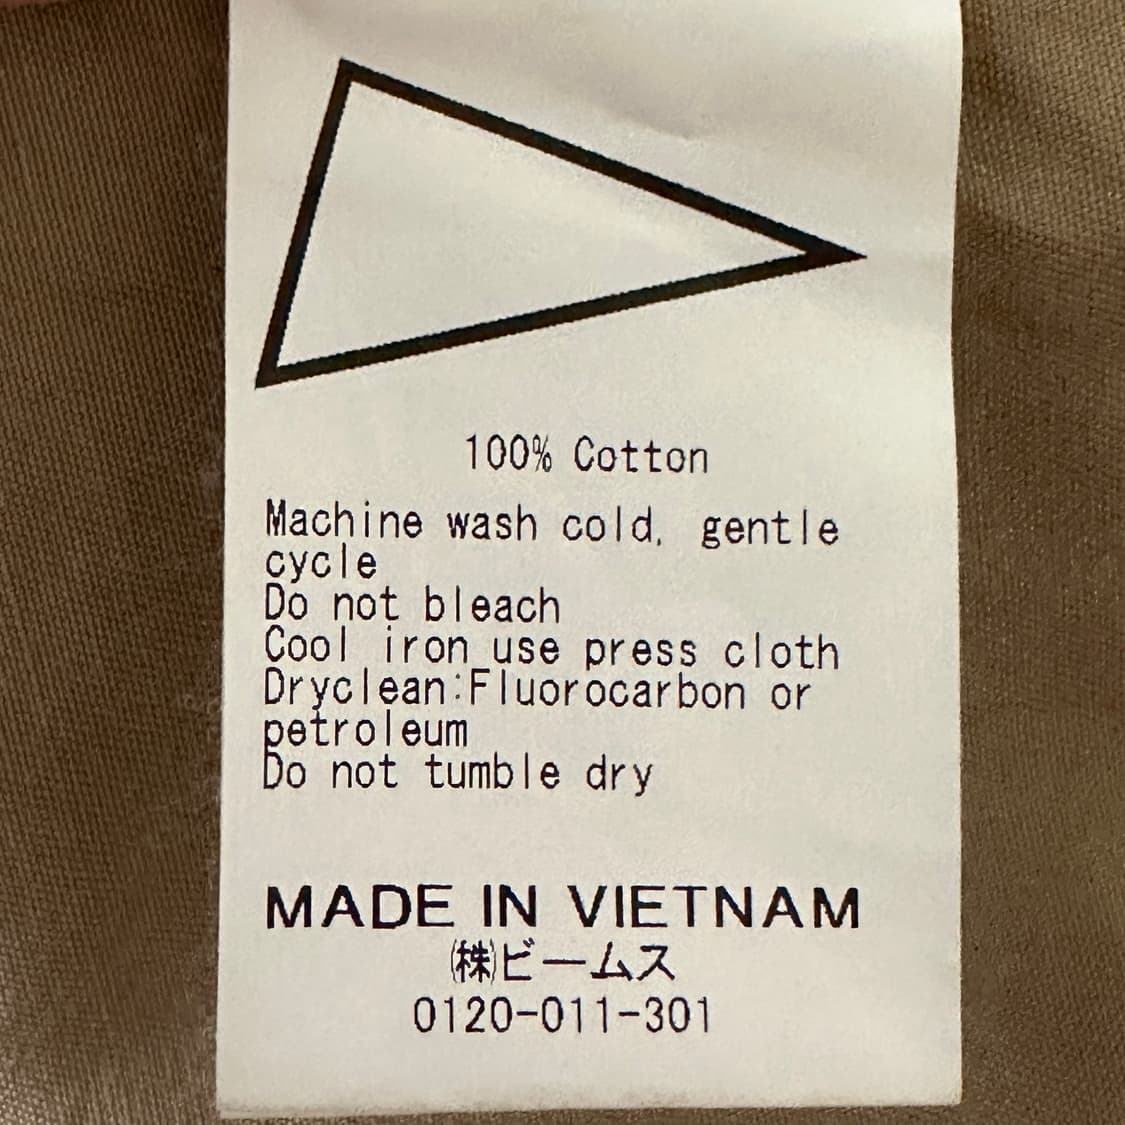 100% Cotton
Machine wash cold, gentle
cycle
Do not bleach
Cool iron use press cloth
Dryclean:Fluorocarbon or
petroleum
Do not tumble dry
MADE IN VIETNAM
㈱ビームス
0120-011-301